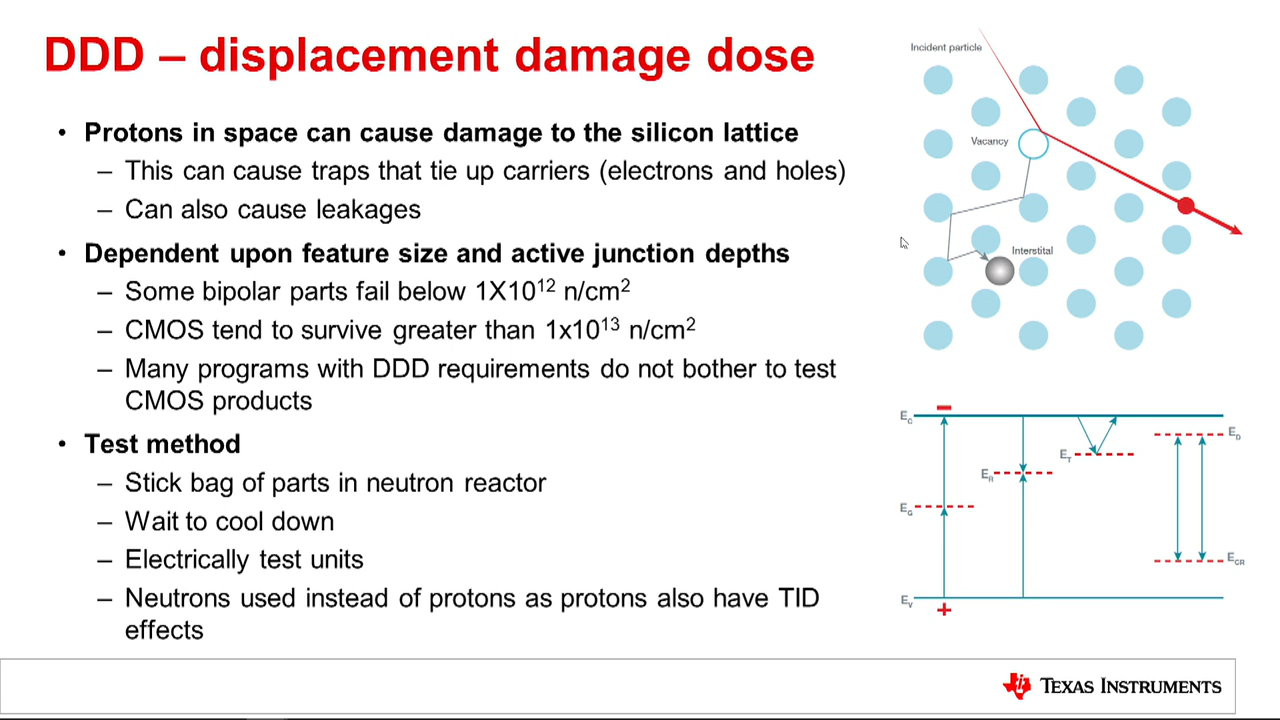 DDD – displacement damage dose
• Protons in space can cause damage to the silicon lattice
– This can cause traps that tie up carriers (electrons and holes)
– Can also cause leakages
• Dependent upon feature size and active junction depths
– Some bipolar parts fail below 1X10¹² n/cm²
– CMOS tend to survive greater than 1x10¹³ n/cm²
– Many programs with DDD requirements do not bother to test
CMOS products
• Test method
– Stick bag of parts in neutron reactor
– Wait to cool down
– Electrically test units
– Neutrons used instead of protons as protons also have TID
effects
Incident particle
Vacancy
Interstital
E_C
E_D
E_T
E_R
E_G
E_CR
E_V
TEXAS INSTRUMENTS